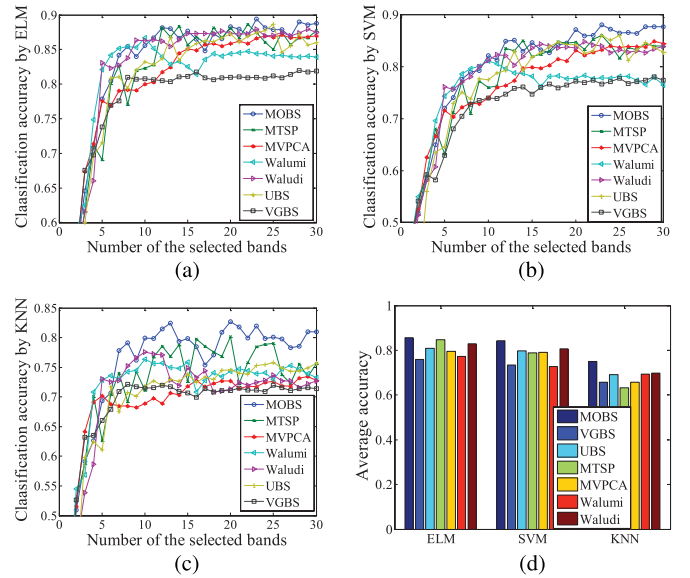 Claassification accuracy by ELM
0.9
0.85
0.8
0.75
0.7
0.65
0.6
0 5 10 15 20 25 30
Number of the selected bands
MOBS
MTSP
MVPCA
Walumi
Waludi
UBS
VGBS
(a)
Claassification accuracy by SVM
0.9
0.8
0.7
0.6
0.5
0 5 10 15 20 25 30
Number of the selected bands
MOBS
MTSP
MVPCA
Walumi
Waludi
UBS
VGBS
(b)
Claassification accuracy by KNN
0.85
0.8
0.75
0.7
0.65
0.6
0.55
0.5
0 5 10 15 20 25 30
Number of the selected bands
MOBS
MTSP
MVPCA
Walumi
Waludi
UBS
VGBS
(c)
Average accuracy
1
0.8
0.6
0.4
0.2
0
ELM SVM KNN
MOBS
VGBS
UBS
MTSP
MVPCA
Walumi
Waludi
(d)